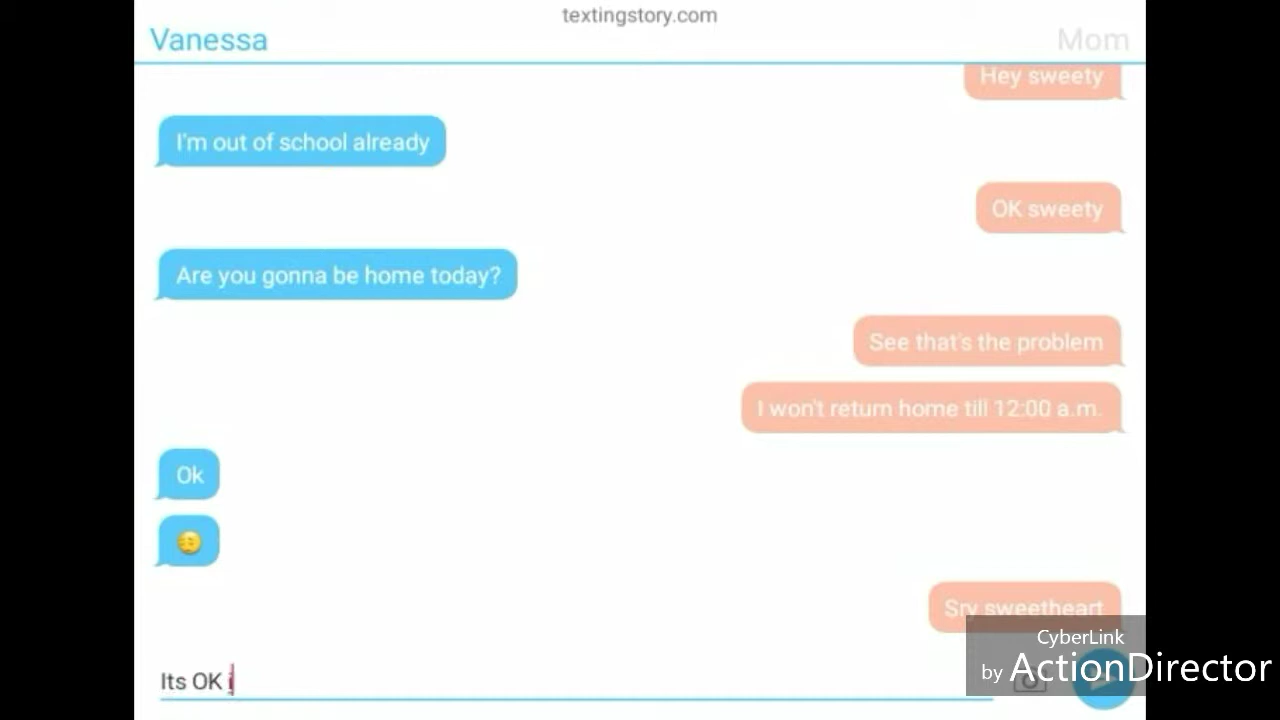 textingstory.com
Vanessa
Mom
Hey sweety
I'm out of school already
OK sweety
Are you gonna be home today?
See that's the problem
I won't return home till 12:00 a.m.
Ok
Sry sweetheart
Its OK i
CyberLink
by ActionDirector